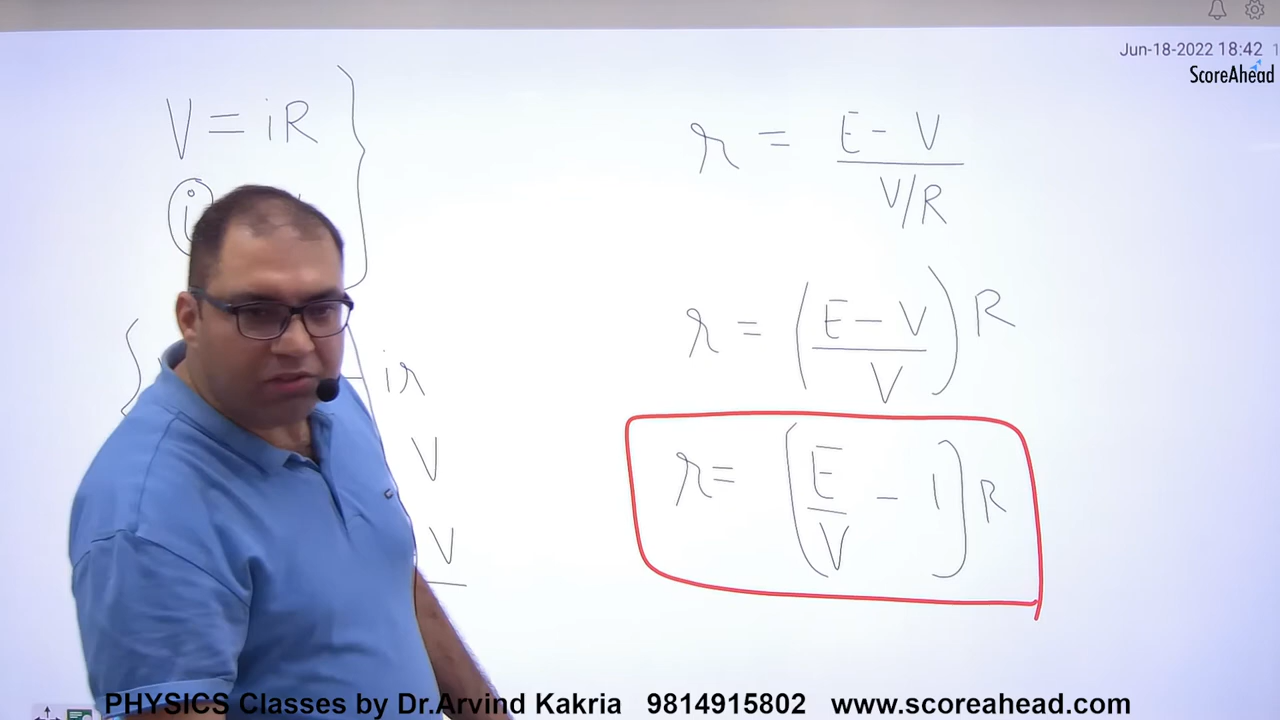 Jun-18-2022 18:42
ScoreAhead
V = iR
i
ir
V
V
r = E - V / V/R
r = (E - V / V) R
r = (E / V - 1) R
PHYSICS Classes by Dr.Arvind Kakria 9814915802 www.scoreahead.com